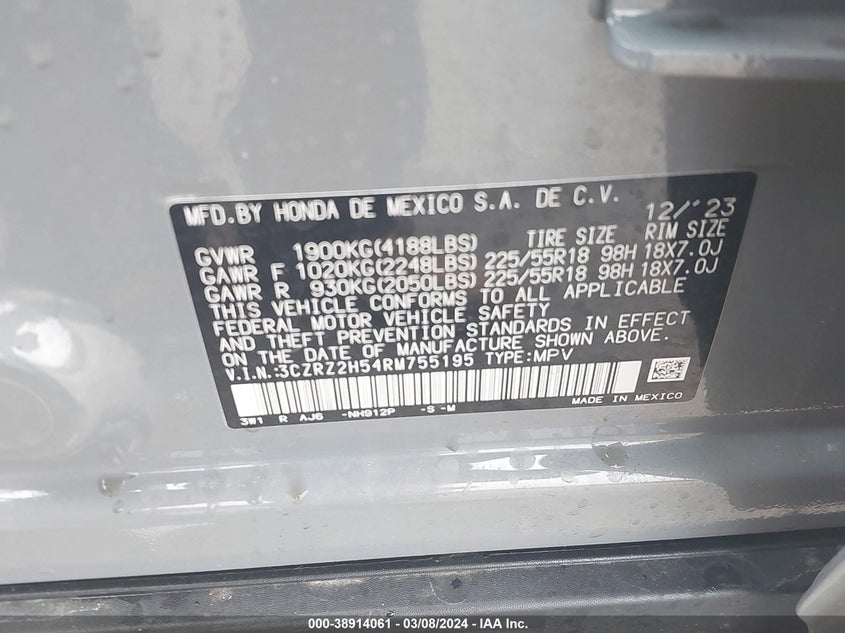 MFD.BY HONDA DE MEXICO S.A. DE C.V. 12/'23
GVWR 1900KG(4188LBS) TIRE SIZE RIM SIZE
GAWR F 1020KG(2248LBS) 225/55R18 98H 18X7.0J
GAWR R 930KG(2050LBS) 225/55R18 98H 18X7.0J
THIS VEHICLE CONFORMS TO ALL APPLICABLE
FEDERAL MOTOR VEHICLE SAFETY
AND THEFT PREVENTION STANDARDS IN EFFECT
ON THE DATE OF MANUFACTURE SHOWN ABOVE.
V.I.N.:3CZRZ2H54RM755195 TYPE:MPV
MADE IN MEXICO
3W1 R AJ6 -NH912P -S -M
000-38914061 — 03/08/2024 — IAA Inc.